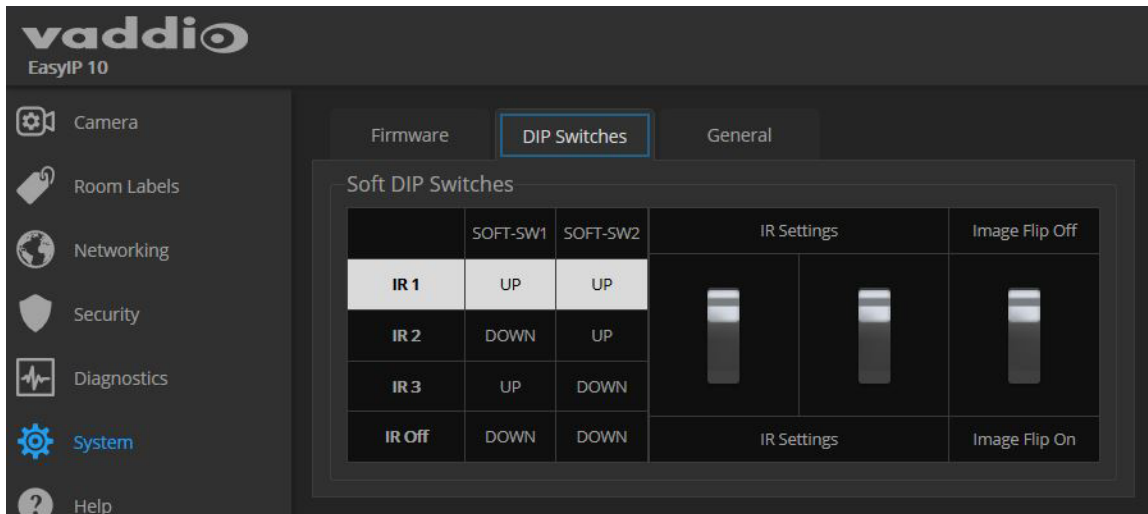 vaddio
EasyIP 10
Camera
Room Labels
Networking
Security
Diagnostics
System
Help
Firmware DIP Switches General
Soft DIP Switches
SOFT-SW1 SOFT-SW2 IR Settings Image Flip Off
IR 1 UP UP
IR 2 DOWN UP
IR 3 UP DOWN
IR Off DOWN DOWN IR Settings Image Flip On